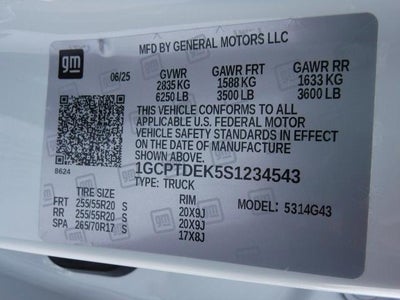 gm
MFD BY GENERAL MOTORS LLC
06/25
GVWR GAWR FRT GAWR RR
2835 KG 1588 KG 1633 KG
6250 LB 3500 LB 3600 LB
THIS VEHICLE CONFORMS TO ALL
APPLICABLE U.S. FEDERAL MOTOR
VEHICLE SAFETY STANDARDS IN EFFECT
ON THE DATE OF MANUFACTURE
SHOWN ABOVE.
8624
1GCPTDEK5S1234543
TYPE: TRUCK
TIRE SIZE RIM MODEL: 5314G43
FRT 255/55R20 S 20X9J
RR 255/55R20 S 20X9J
SPA 265/70R17 S 17X8J